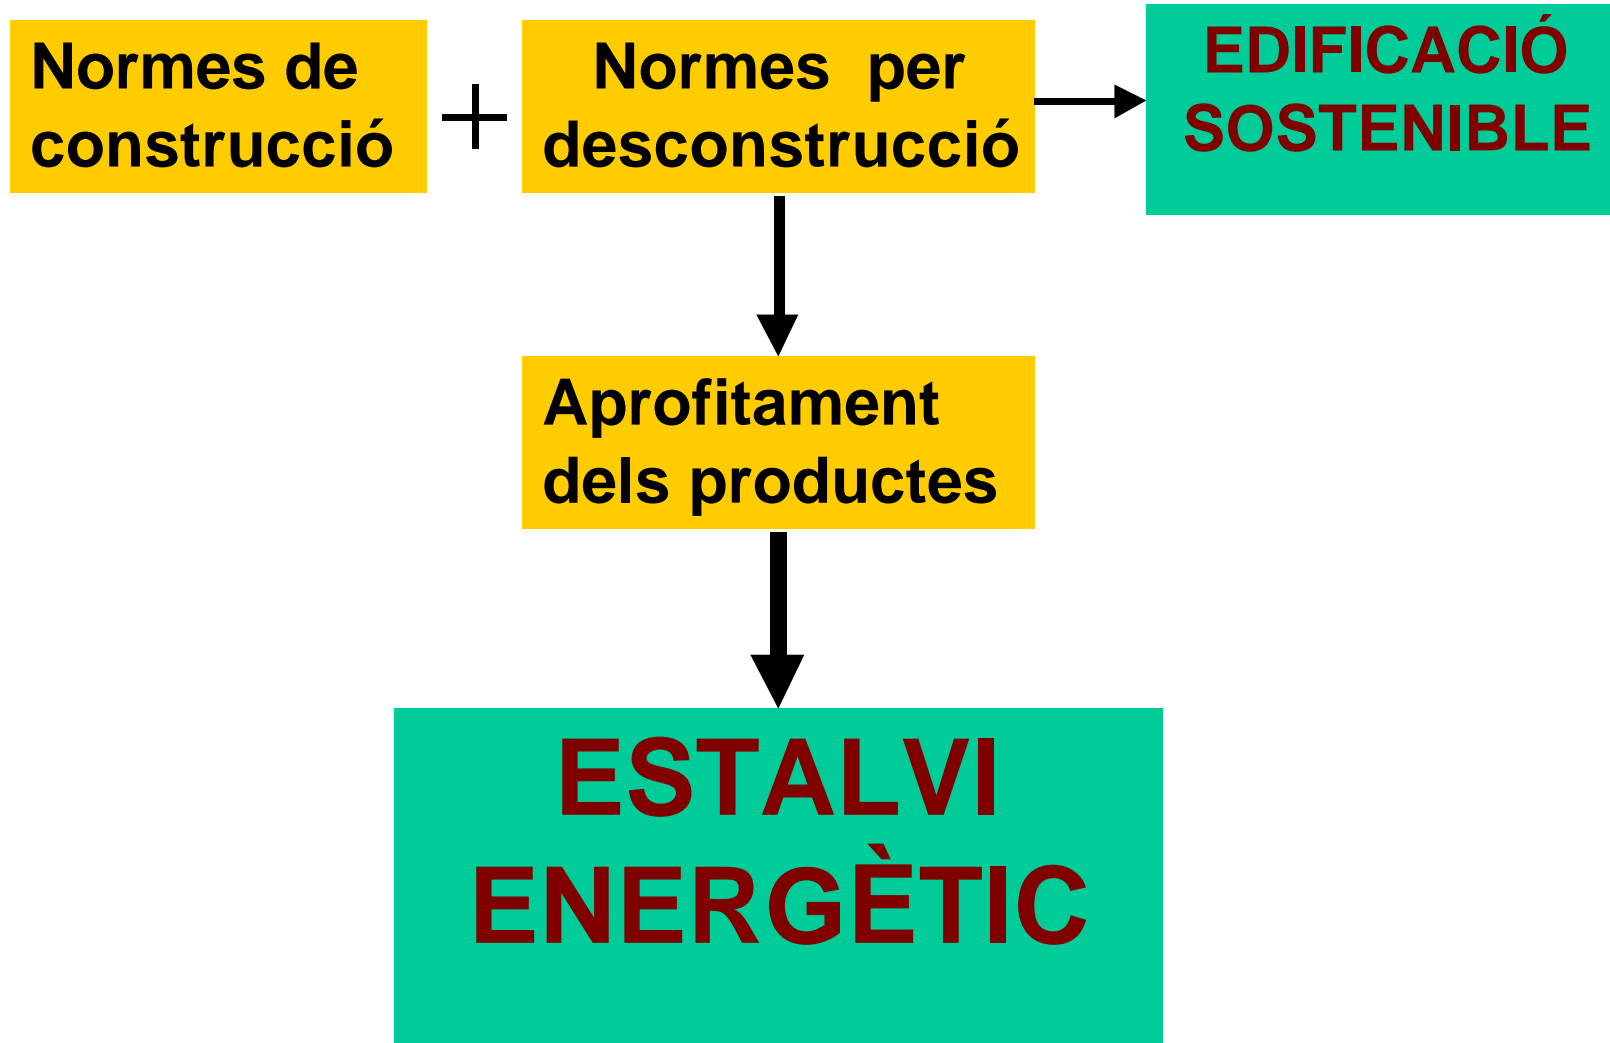 Normes de
construcció
Normes per
desconstrucció
EDIFICACIÓ
SOSTENIBLE
Aprofitament
dels productes
ESTALVI
ENERGÈTIC